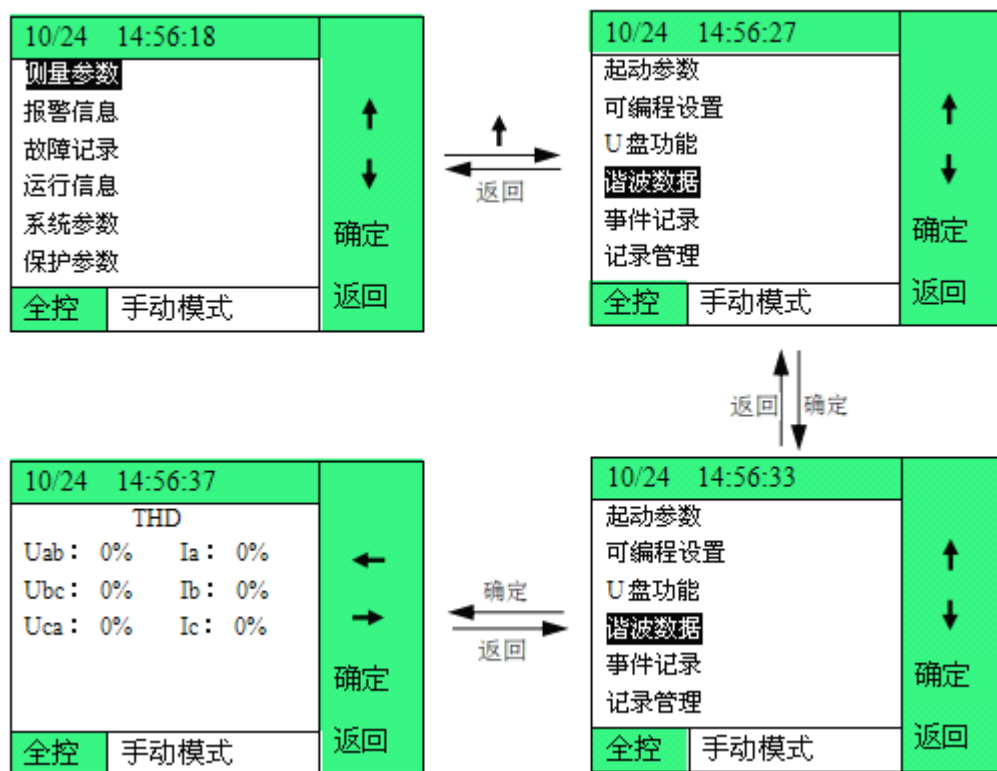 10/24 14:56:18
测量参数
报警信息
故障记录
运行信息
系统参数
保护参数
确定
返回
全控 手动模式
返回
10/24 14:56:27
起动参数
可编程设置
U盘功能
谐波数据
事件记录
记录管理
确定
返回
全控 手动模式
返回 确定
10/24 14:56:37
THD
Uab: 0% Ia: 0%
Ubc: 0% Ib: 0%
Uca: 0% Ic: 0%
确定
返回
全控 手动模式
确定
返回
10/24 14:56:33
起动参数
可编程设置
U盘功能
谐波数据
事件记录
记录管理
确定
返回
全控 手动模式